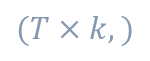 (T × k, )